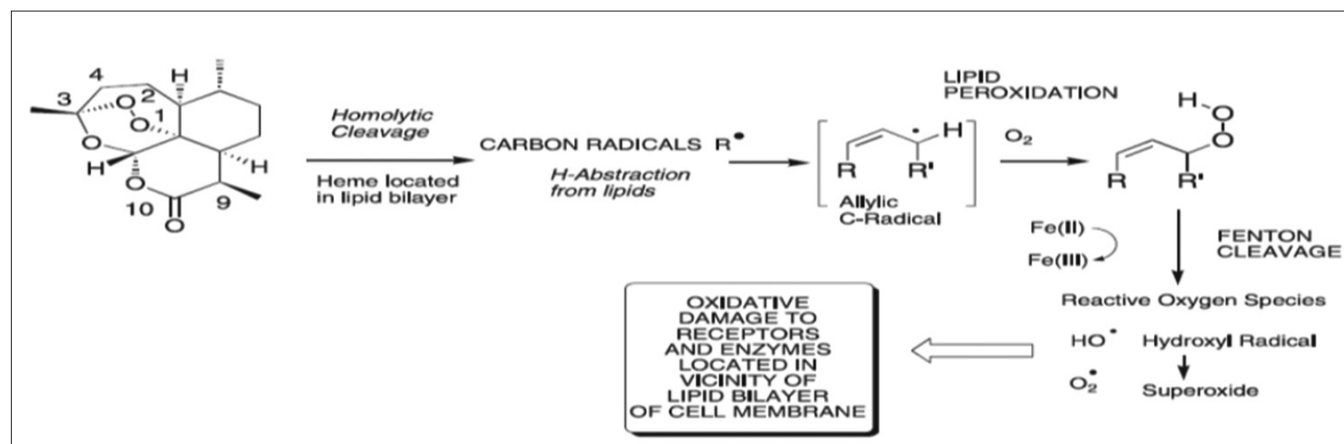 4
3
2
1
O
O
O
H
H
H
O
10
9
O
Homolytic
Cleavage
Heme located
in lipid bilayer
CARBON RADICALS R•
H-Abstraction
from lipids
•
H
R
R'
Allylic
C-Radical
LIPID
PEROXIDATION
O₂
H
O
O
R
R'
Fe(II)
Fe(III)
FENTON
CLEAVAGE
Reactive Oxygen Species
HO• Hydroxyl Radical
O₂• Superoxide
OXIDATIVE
DAMAGE TO
RECEPTORS
AND ENZYMES
LOCATED IN
VICINITY OF
LIPID BILAYER
OF CELL MEMBRANE